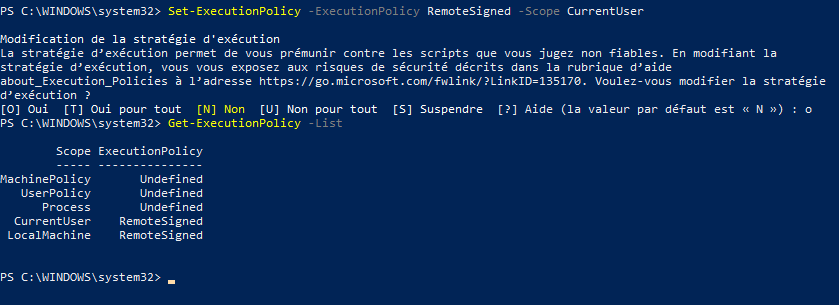 PS C:\WINDOWS\system32> Set-ExecutionPolicy -ExecutionPolicy RemoteSigned -Scope CurrentUser
Modification de la stratégie d'exécution
La stratégie d’exécution permet de vous prémunir contre les scripts que vous jugez non fiables. En modifiant la
stratégie d’exécution, vous vous exposez aux risques de sécurité décrits dans la rubrique d’aide
about_Execution_Policies à l’adresse https://go.microsoft.com/fwlink/?LinkID=135170. Voulez-vous modifier la stratégie
d’exécution ?
[O] Oui  [T] Oui pour tout  [N] Non  [U] Non pour tout  [S] Suspendre  [?] Aide (la valeur par défaut est « N ») : o
PS C:\WINDOWS\system32> Get-ExecutionPolicy -List
Scope ExecutionPolicy
----- ---------------
MachinePolicy Undefined
UserPolicy Undefined
Process Undefined
CurrentUser RemoteSigned
LocalMachine RemoteSigned
PS C:\WINDOWS\system32>